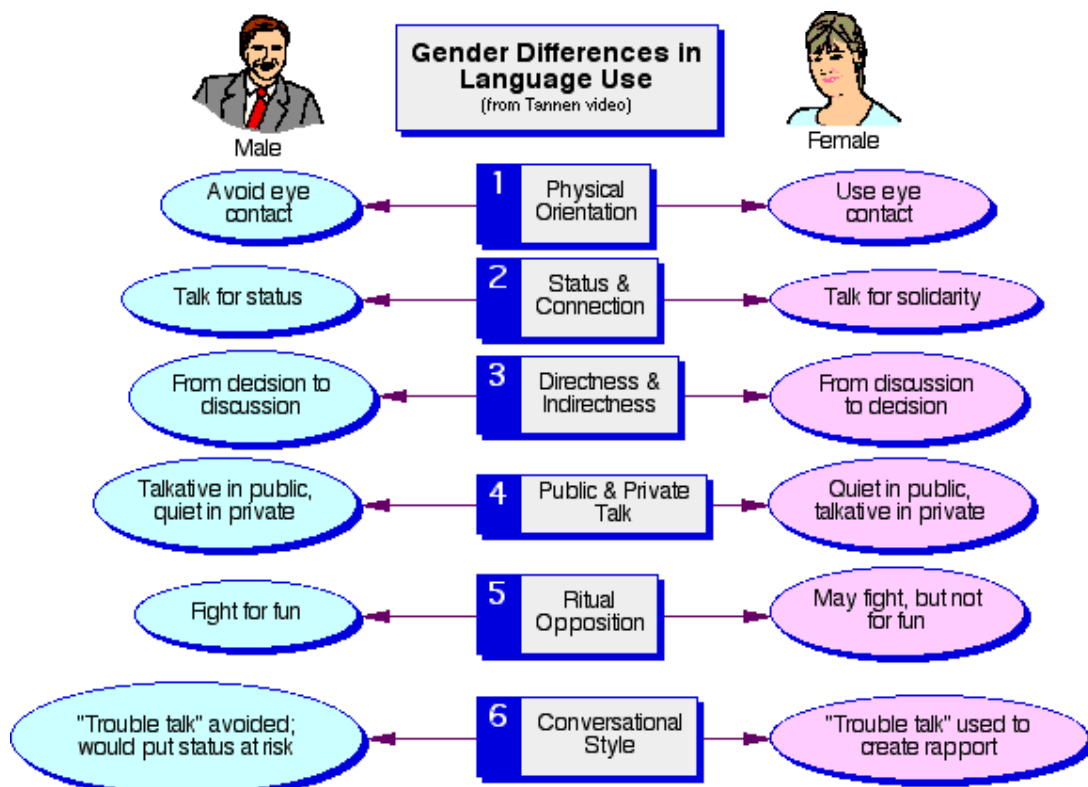 Gender Differences in
Language Use
(from Tannen video)
Male
Female
Avoid eye
contact
1
Physical
Orientation
Use eye
contact
Talk for status
2
Status &
Connection
Talk for solidarity
From decision to
discussion
3
Directness &
Indirectness
From discussion
to decision
Talkative in public,
quiet in private
4
Public & Private
Talk
Quiet in public,
talkative in private
Fight for fun
5
Ritual
Opposition
May fight, but not
for fun
"Trouble talk" avoided;
would put status at risk
6
Conversational
Style
"Trouble talk" used to
create rapport